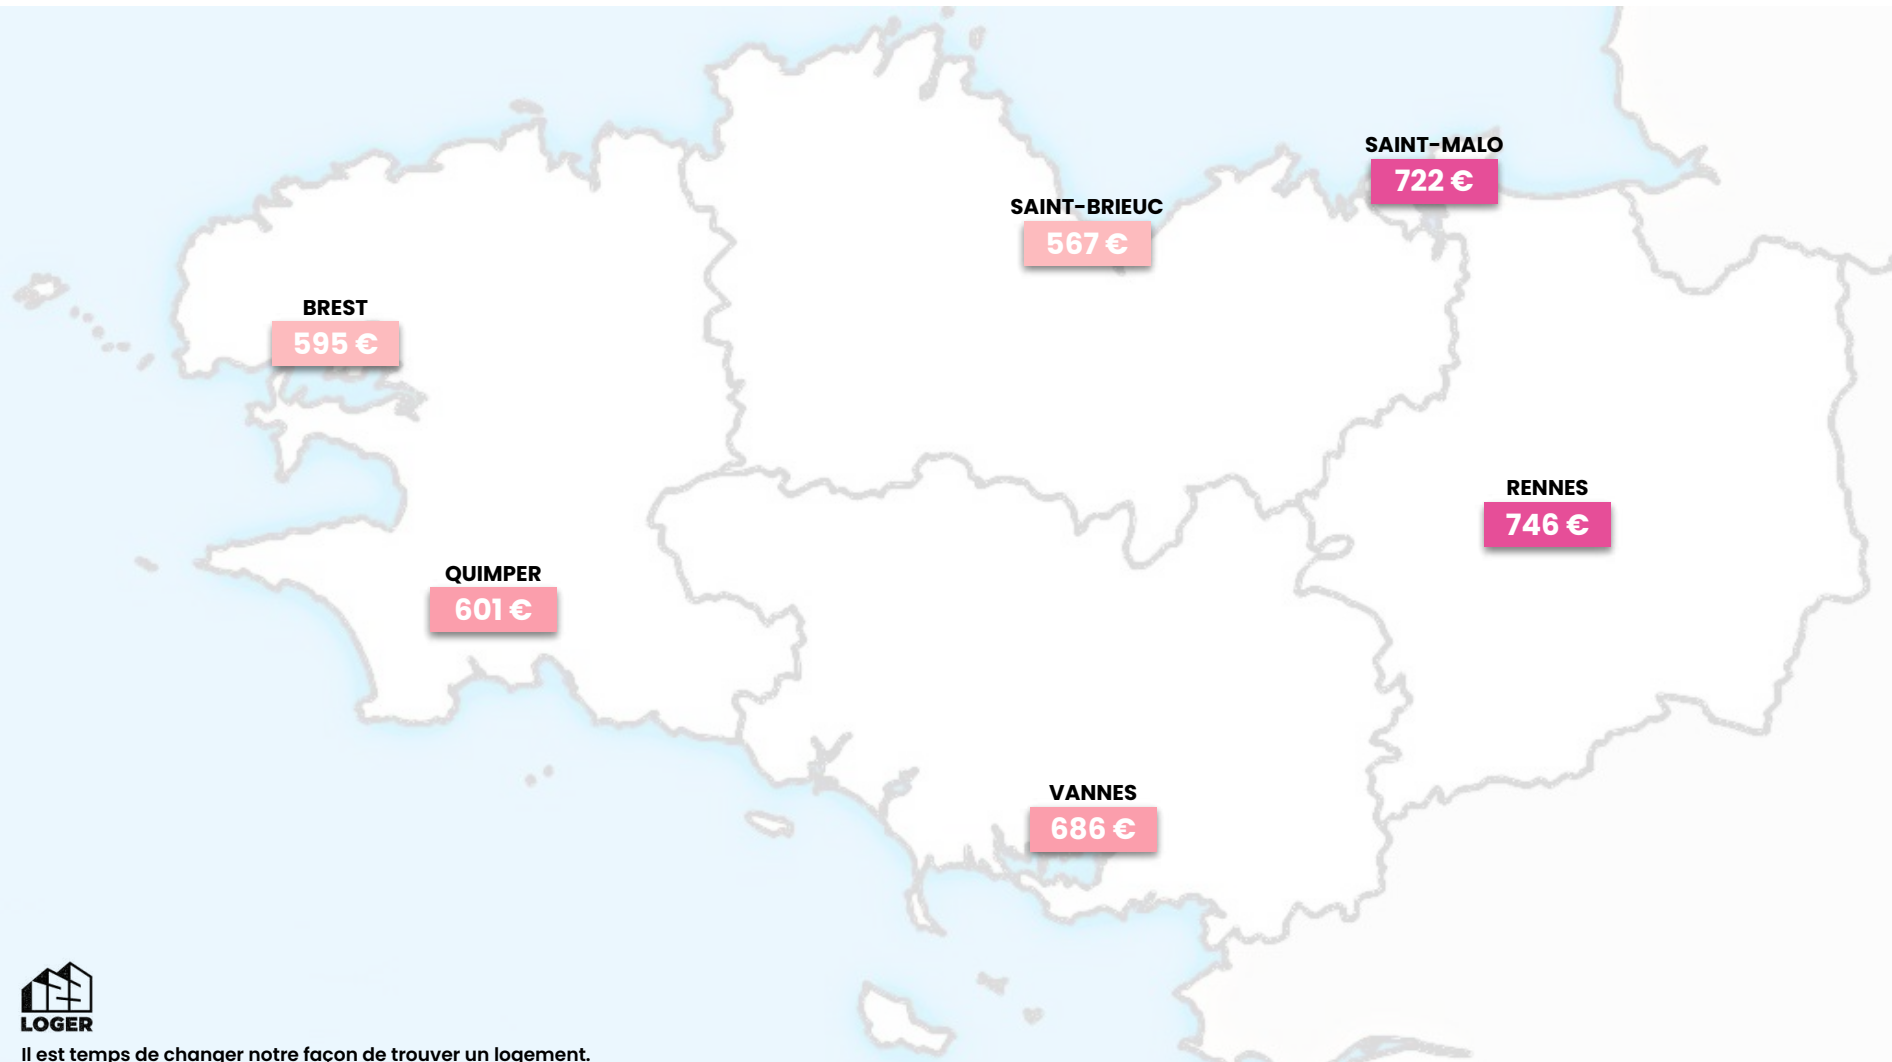 SAINT-MALO
722 €
SAINT-BRIEUC
567 €
BREST
595 €
RENNES
746 €
QUIMPER
601 €
VANNES
686 €
123
LOGER
Il est temps de changer notre façon de trouver un logement.